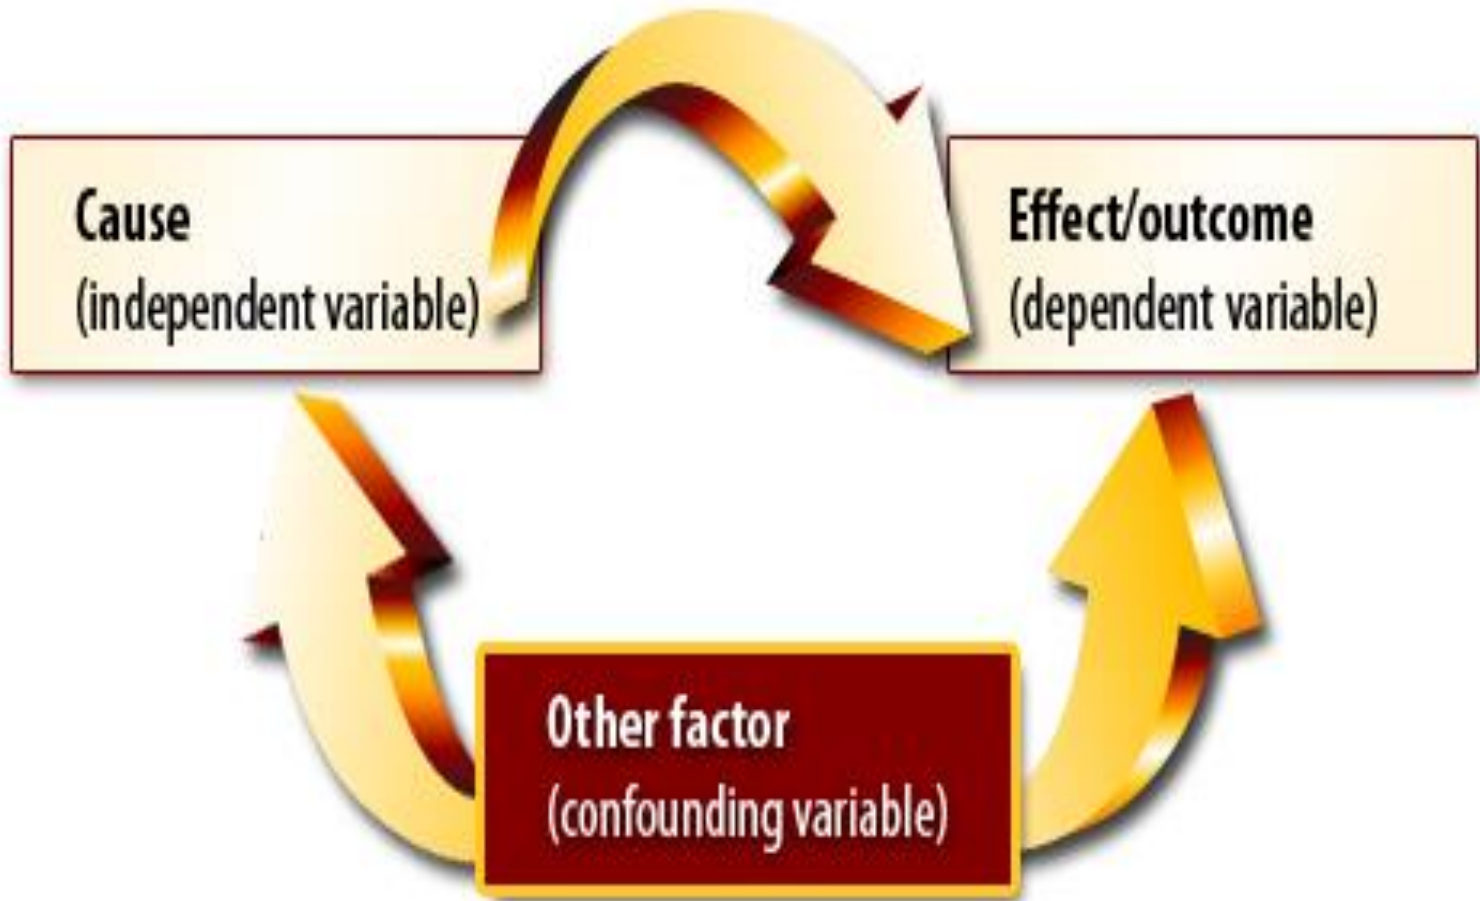 Cause
(independent variable)
Effect/outcome
(dependent variable)
Other factor
(confounding variable)